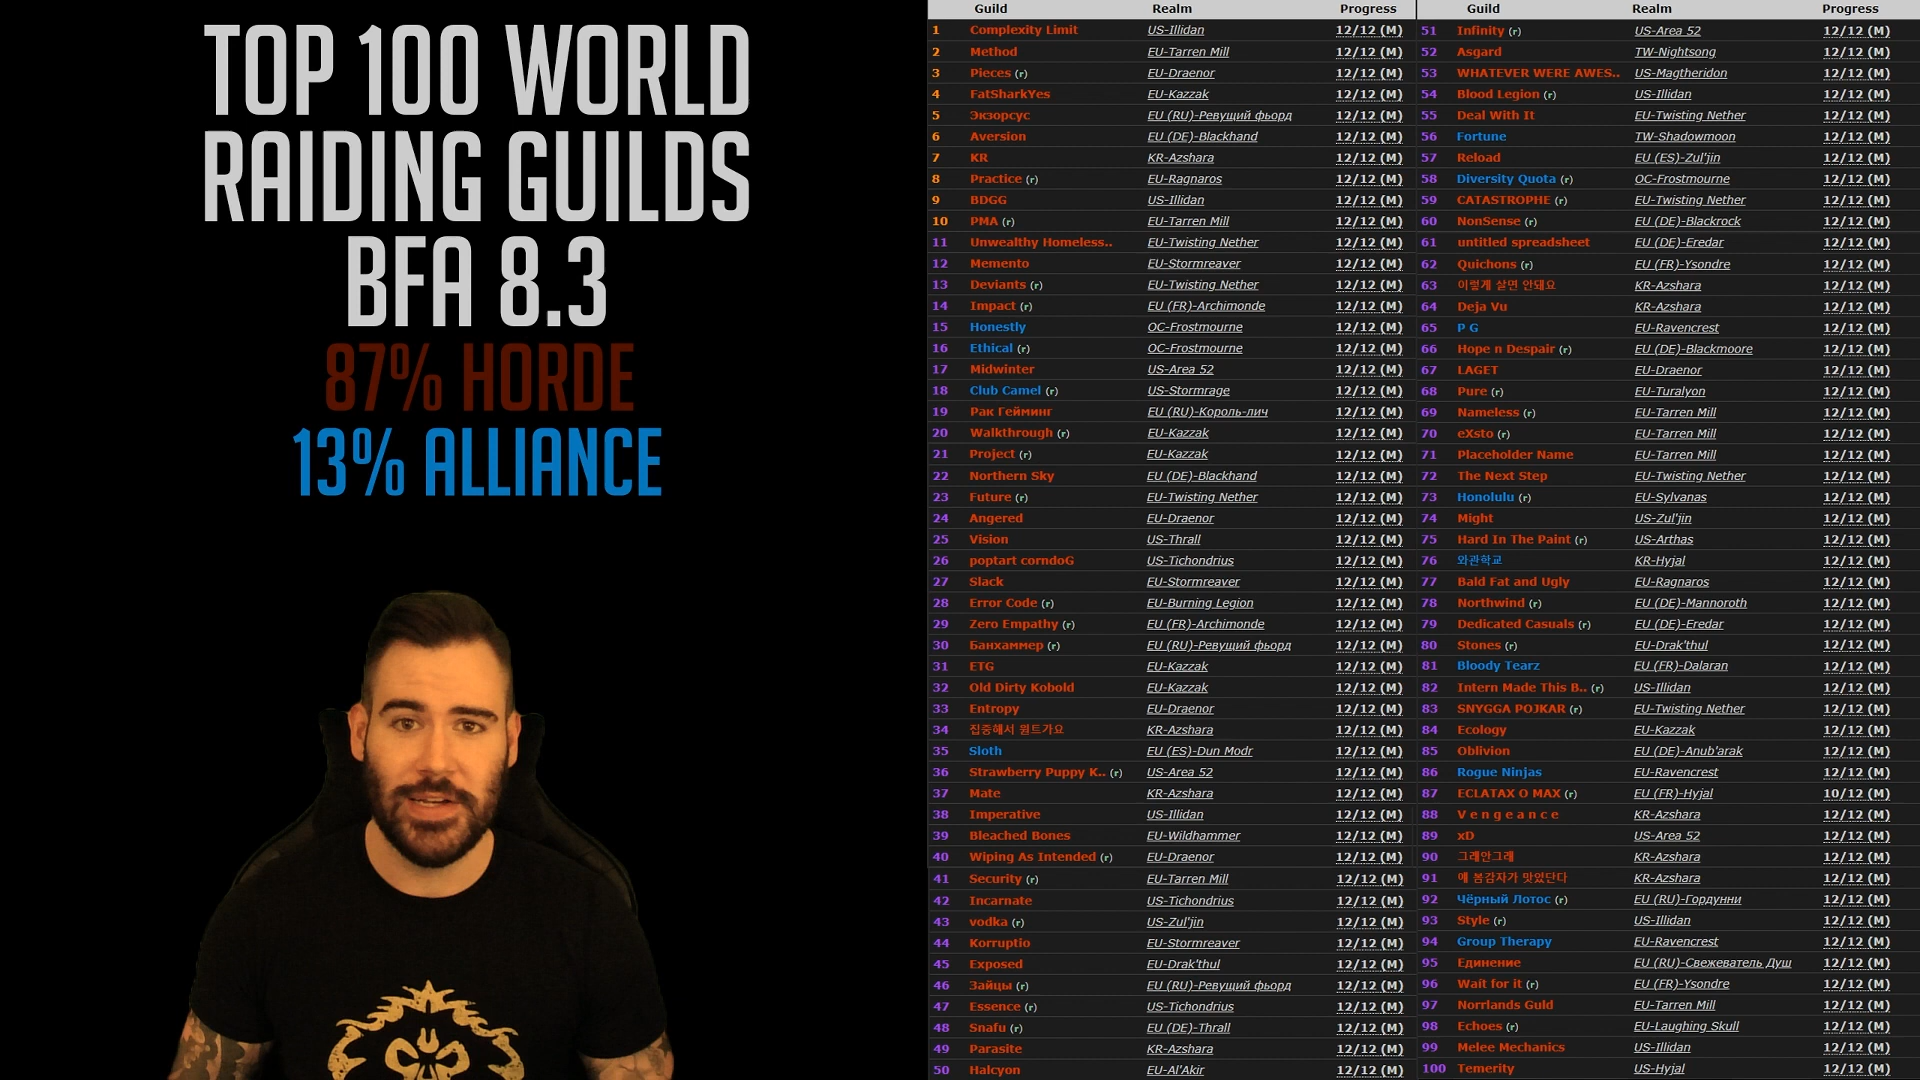 TOP 100 WORLD
RAIDING GUILDS
BFA 8.3
87% HORDE
13% ALLIANCE
Guild Realm Progress
1 Complexity Limit US-Illidan 12/12 (M)
2 Method EU-Tarren Mill 12/12 (M)
3 Pieces (r) EU-Draenor 12/12 (M)
4 FatSharkYes EU-Kazzak 12/12 (M)
5 Экзорсус EU (RU)-Ревущий фьорд 12/12 (M)
6 Aversion EU (DE)-Blackhand 12/12 (M)
7 KR KR-Azshara 12/12 (M)
8 Practice (r) EU-Ragnaros 12/12 (M)
9 BDGG US-Illidan 12/12 (M)
10 PMA (r) EU-Tarren Mill 12/12 (M)
11 Unwealthy Homeless.. EU-Twisting Nether 12/12 (M)
12 Memento EU-Stormreaver 12/12 (M)
13 Deviants (r) EU-Twisting Nether 12/12 (M)
14 Impact (r) EU (FR)-Archimonde 12/12 (M)
15 Honestly OC-Frostmourne 12/12 (M)
16 Ethical (r) OC-Frostmourne 12/12 (M)
17 Midwinter US-Area 52 12/12 (M)
18 Club Camel (r) US-Stormrage 12/12 (M)
19 Рак Гейминг EU (RU)-Король-лич 12/12 (M)
20 Walkthrough (r) EU-Kazzak 12/12 (M)
21 Project (r) EU-Kazzak 12/12 (M)
22 Northern Sky EU (DE)-Blackhand 12/12 (M)
23 Future (r) EU-Twisting Nether 12/12 (M)
24 Angered EU-Draenor 12/12 (M)
25 Vision US-Thrall 12/12 (M)
26 poptart corndoG US-Tichondrius 12/12 (M)
27 Slack EU-Stormreaver 12/12 (M)
28 Error Code (r) EU-Burning Legion 12/12 (M)
29 Zero Empathy (r) EU (FR)-Archimonde 12/12 (M)
30 Банхаммер (r) EU (RU)-Ревущий фьорд 12/12 (M)
31 ETG EU-Kazzak 12/12 (M)
32 Old Dirty Kobold EU-Kazzak 12/12 (M)
33 Entropy EU-Draenor 12/12 (M)
34 집중해서 월트가요 KR-Azshara 12/12 (M)
35 Sloth EU (ES)-Dun Modr 12/12 (M)
36 Strawberry Puppy K.. (r) US-Area 52 12/12 (M)
37 Mate KR-Azshara 12/12 (M)
38 Imperative US-Illidan 12/12 (M)
39 Bleached Bones EU-Wildhammer 12/12 (M)
40 Wiping As Intended (r) EU-Draenor 12/12 (M)
41 Security (r) EU-Tarren Mill 12/12 (M)
42 Incarnate US-Tichondrius 12/12 (M)
43 vodka (r) US-Zul'jin 12/12 (M)
44 Korruptio EU-Stormreaver 12/12 (M)
45 Exposed EU-Drak'thul 12/12 (M)
46 Зайцы (r) EU (RU)-Ревущий фьорд 12/12 (M)
47 Essence (r) US-Tichondrius 12/12 (M)
48 Snafu (r) EU (DE)-Thrall 12/12 (M)
49 Parasite KR-Azshara 12/12 (M)
50 Halcyon EU-Al'Akir 12/12 (M)
Guild Realm Progress
51 Infinity (r) US-Area 52 12/12 (M)
52 Asgard TW-Nightsong 12/12 (M)
53 WHATEVER WERE AWES.. US-Magtheridon 12/12 (M)
54 Blood Legion (r) US-Illidan 12/12 (M)
55 Deal With It EU-Twisting Nether 12/12 (M)
56 Fortune TW-Shadowmoon 12/12 (M)
57 Reload EU (ES)-Zul'jin 12/12 (M)
58 Diversity Quota (r) OC-Frostmourne 12/12 (M)
59 CATASTROPHE (r) EU-Twisting Nether 12/12 (M)
60 NonSense (r) EU (DE)-Blackrock 12/12 (M)
61 untitled spreadsheet EU (DE)-Eredar 12/12 (M)
62 Quichons (r) EU (FR)-Ysondre 12/12 (M)
63 이렇게 살면 안돼요 KR-Azshara 12/12 (M)
64 Deja Vu KR-Azshara 12/12 (M)
65 P G EU-Ravencrest 12/12 (M)
66 Hope n Despair (r) EU (DE)-Blackmoore 12/12 (M)
67 LAGET EU-Draenor 12/12 (M)
68 Pure (r) EU-Turalyon 12/12 (M)
69 Nameless (r) EU-Tarren Mill 12/12 (M)
70 eXsto (r) EU-Tarren Mill 12/12 (M)
71 Placeholder Name EU-Tarren Mill 12/12 (M)
72 The Next Step EU-Twisting Nether 12/12 (M)
73 Honolulu (r) EU-Sylvanas 12/12 (M)
74 Might US-Zul'jin 12/12 (M)
75 Hard In The Paint (r) US-Arthas 12/12 (M)
76 와관학교 KR-Hyjal 12/12 (M)
77 Bald Fat and Ugly EU-Ragnaros 12/12 (M)
78 Northwind (r) EU (DE)-Mannoroth 12/12 (M)
79 Dedicated Casuals (r) EU (DE)-Eredar 12/12 (M)
80 Stones (r) EU-Drak'thul 12/12 (M)
81 Bloody Tearz EU (FR)-Dalaran 12/12 (M)
82 Intern Made This B.. (r) US-Illidan 12/12 (M)
83 SNYGGA POJKAR (r) EU-Twisting Nether 12/12 (M)
84 Ecology EU-Kazzak 12/12 (M)
85 Oblivion EU (DE)-Anub'arak 12/12 (M)
86 Rogue Ninjas EU-Ravencrest 12/12 (M)
87 ECLATAX O MAX (r) EU (FR)-Hyjal 10/12 (M)
88 V e n g e a n c e KR-Azshara 12/12 (M)
89 xD US-Area 52 12/12 (M)
90 그래안그래 KR-Azshara 12/12 (M)
91 애 봄감자가 맛있단다 KR-Azshara 12/12 (M)
92 Чёрный Лотос (r) EU (RU)-Гордунни 12/12 (M)
93 Style (r) US-Illidan 12/12 (M)
94 Group Therapy EU-Ravencrest 12/12 (M)
95 Единение EU (RU)-Свежеватель Душ 12/12 (M)
96 Wait for it (r) EU (FR)-Ysondre 12/12 (M)
97 Norrlands Guld EU-Tarren Mill 12/12 (M)
98 Echoes (r) EU-Laughing Skull 12/12 (M)
99 Melee Mechanics US-Illidan 12/12 (M)
100 Temerity US-Hyjal 12/12 (M)